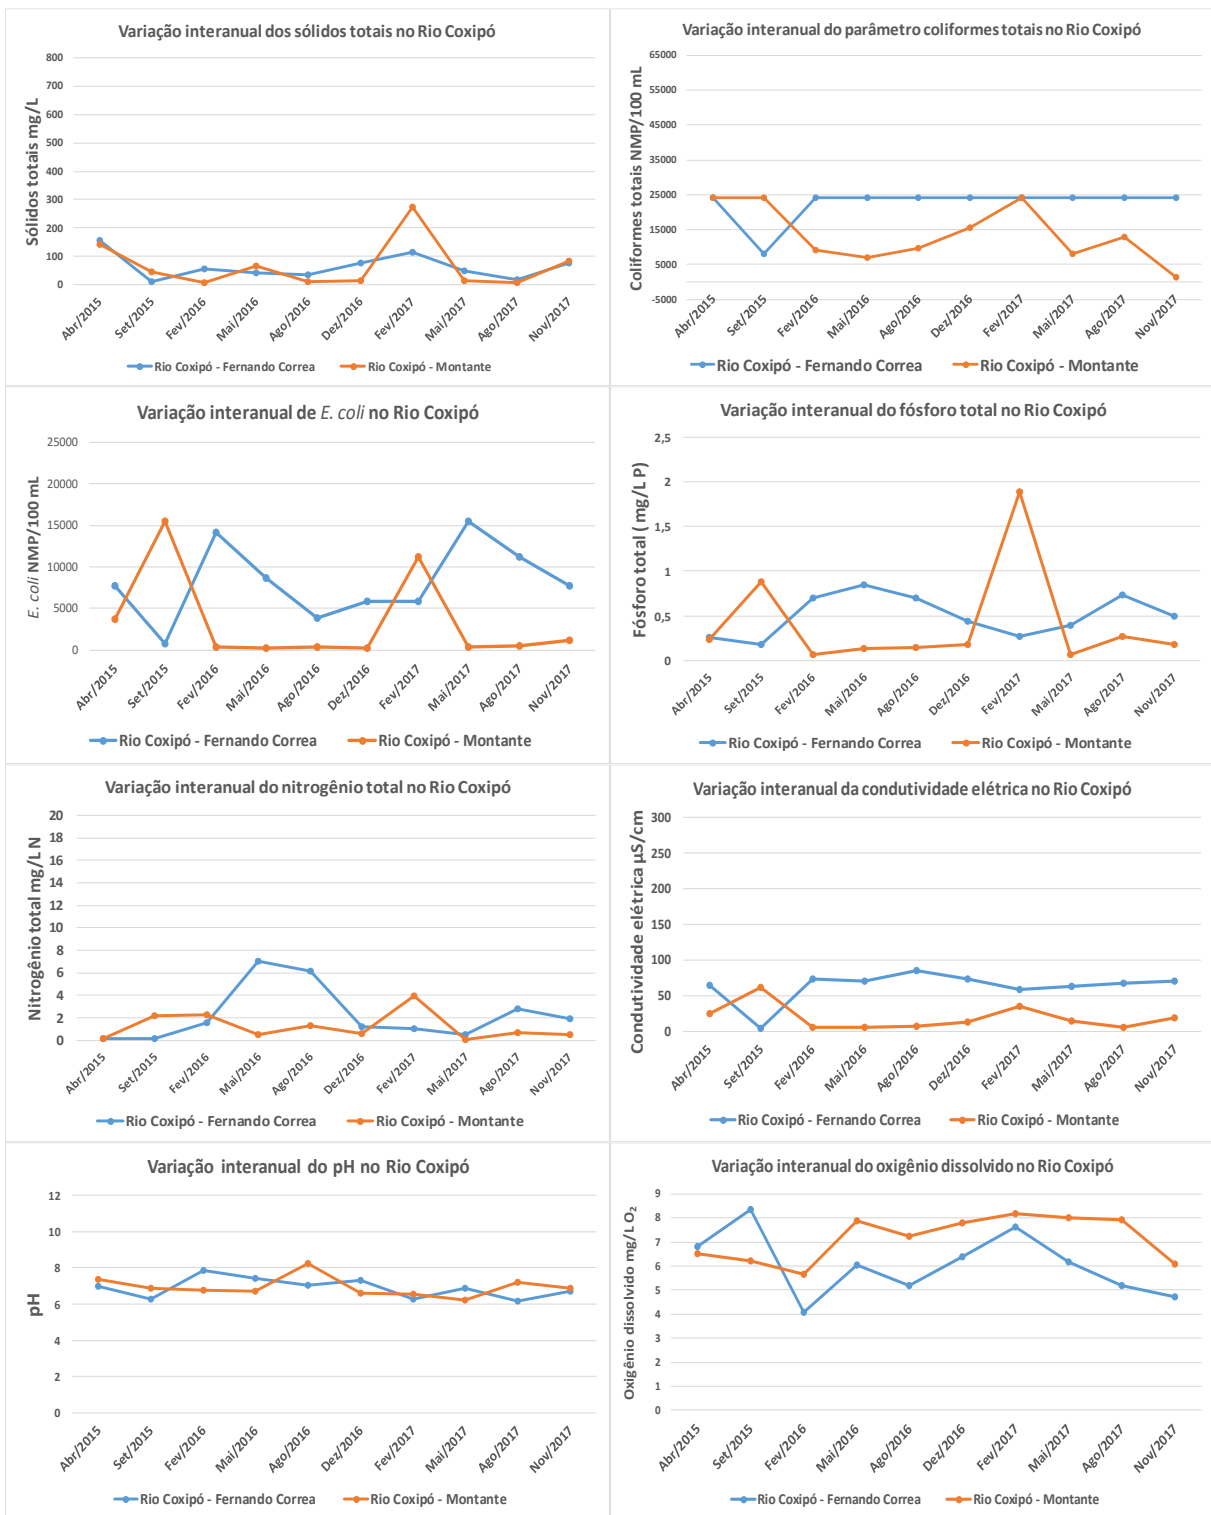 Variação interanual dos sólidos totais no Rio Coxipó
Sólidos totais mg/L
800
700
600
500
400
300
200
100
0
Abr/2015 Set/2015 Fev/2016 Mai/2016 Ago/2016 Dez/2016 Fev/2017 Mai/2017 Ago/2017 Nov/2017
Rio Coxipó - Fernando Correa Rio Coxipó - Montante
Variação interanual do parâmetro coliformes totais no Rio Coxipó
Coliformes totais NMP/100 mL
65000
55000
45000
35000
25000
15000
5000
-5000
Abr/2015 Set/2015 Fev/2016 Mai/2016 Ago/2016 Dez/2016 Fev/2017 Mai/2017 Ago/2017 Nov/2017
Rio Coxipó - Fernando Correa Rio Coxipó - Montante
Variação interanual de E. coli no Rio Coxipó
E. coli NMP/100 mL
25000
20000
15000
10000
5000
0
Abr/2015 Set/2015 Fev/2016 Mai/2016 Ago/2016 Dez/2016 Fev/2017 Mai/2017 Ago/2017 Nov/2017
Rio Coxipó - Fernando Correa Rio Coxipó - Montante
Variação interanual do fósforo total no Rio Coxipó
Fósforo total ( mg/L P)
2,5
2
1,5
1
0,5
0
Abr/2015 Set/2015 Fev/2016 Mai/2016 Ago/2016 Dez/2016 Fev/2017 Mai/2017 Ago/2017 Nov/2017
Rio Coxipó - Fernando Correa Rio Coxipó - Montante
Variação interanual do nitrogênio total no Rio Coxipó
Nitrogênio total mg/L N
20
18
16
14
12
10
8
6
4
2
0
Abr/2015 Set/2015 Fev/2016 Mai/2016 Ago/2016 Dez/2016 Fev/2017 Mai/2017 Ago/2017 Nov/2017
Rio Coxipó - Fernando Correa Rio Coxipó - Montante
Variação interanual da condutividade elétrica no Rio Coxipó
Condutividade elétrica µS/cm
300
250
200
150
100
50
0
Abr/2015 Set/2015 Fev/2016 Mai/2016 Ago/2016 Dez/2016 Fev/2017 Mai/2017 Ago/2017 Nov/2017
Rio Coxipó - Fernando Correa Rio Coxipó - Montante
Variação interanual do pH no Rio Coxipó
pH
12
10
8
6
4
2
0
Abr/2015 Set/2015 Fev/2016 Mai/2016 Ago/2016 Dez/2016 Fev/2017 Mai/2017 Ago/2017 Nov/2017
Rio Coxipó - Fernando Correa Rio Coxipó - Montante
Variação interanual do oxigênio dissolvido no Rio Coxipó
Oxigênio dissolvido mg/L O₂
9
8
7
6
5
4
3
2
1
0
Abr/2015 Set/2015 Fev/2016 Mai/2016 Ago/2016 Dez/2016 Fev/2017 Mai/2017 Ago/2017 Nov/2017
Rio Coxipó - Fernando Correa Rio Coxipó - Montante